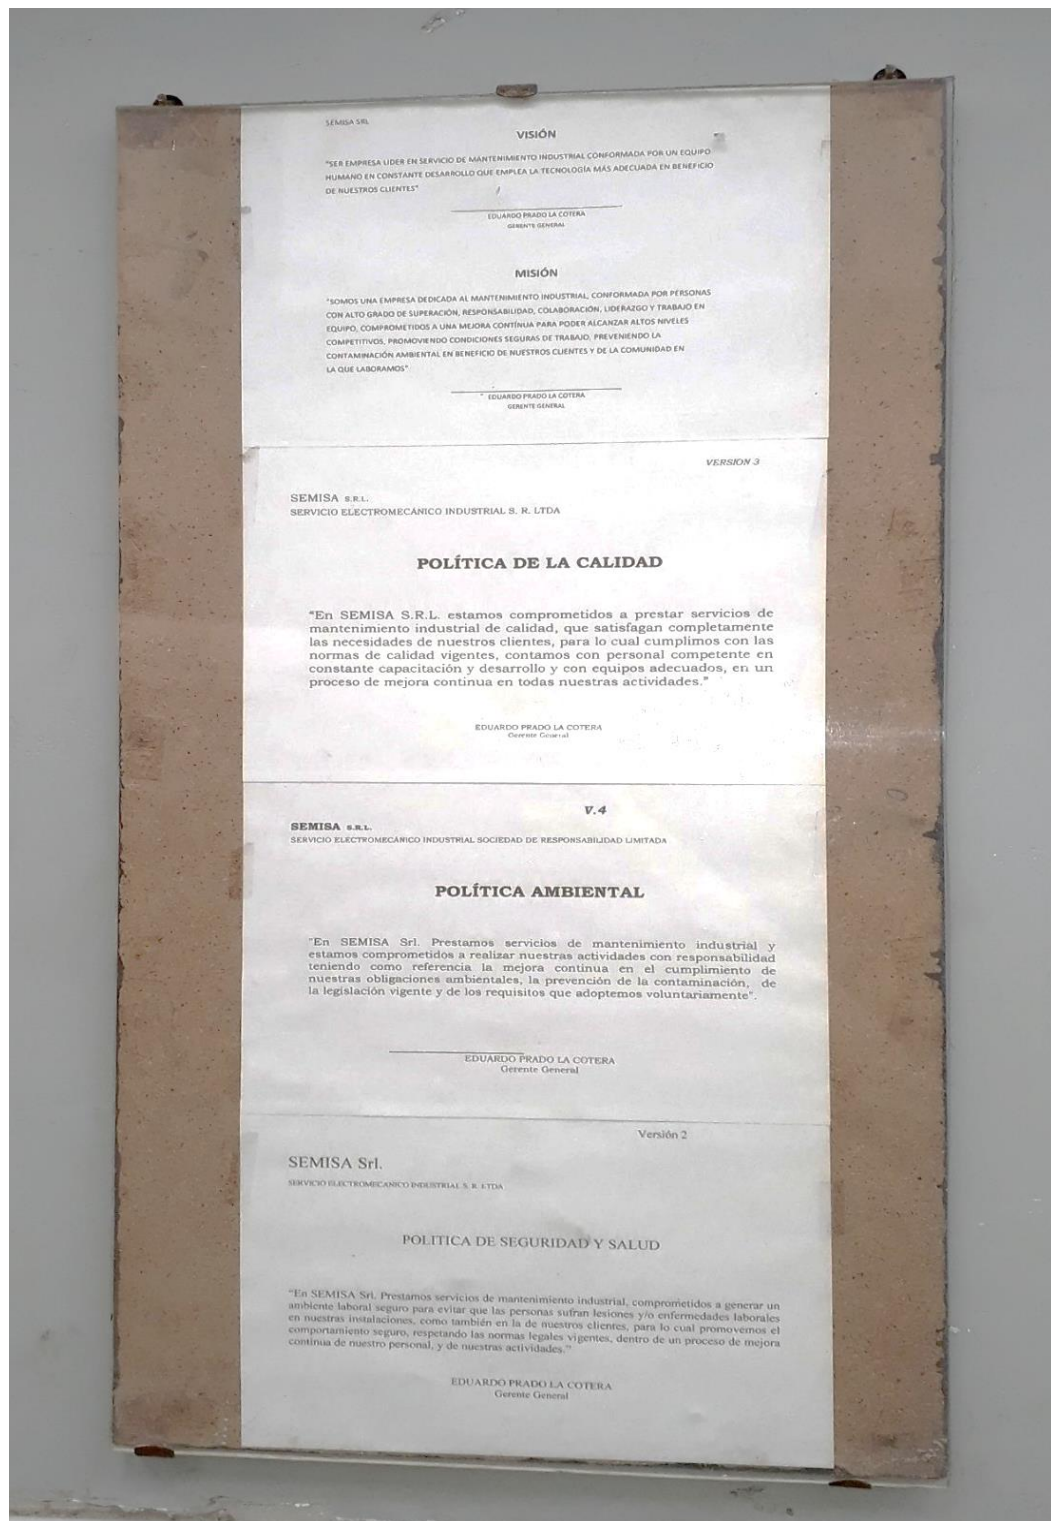 SEMISA SRL
VISIÓN
"SER EMPRESA LIDER EN SERVICIO DE MANTENIMIENTO INDUSTRIAL CONFORMADA POR UN EQUIPO
HUMANO EN CONSTANTE DESARROLLO QUE EMPLEA LA TECNOLOGÍA MÁS ADECUADA EN BENEFICIO
DE NUESTROS CLIENTES"
EDUARDO PRADO LA COTERA
GERENTE GENERAL
MISIÓN
"SOMOS UNA EMPRESA DEDICADA AL MANTENIMIENTO INDUSTRIAL, CONFORMADA POR PERSONAS
CON ALTO GRADO DE SUPERACIÓN, RESPONSABILIDAD, COLABORACIÓN, LIDERAZGO Y TRABAJO EN
EQUIPO, COMPROMETIDOS A UNA MEJORA CONTÍNUA PARA PODER ALCANZAR ALTOS NIVELES
COMPETITIVOS, PROMOVIENDO CONDICIONES SEGURAS DE TRABAJO, PREVENIENDO LA
CONTAMINACIÓN AMBIENTAL EN BENEFICIO DE NUESTROS CLIENTES Y DE LA COMUNIDAD EN
LA QUE LABORAMOS"
EDUARDO PRADO LA COTERA
GERENTE GENERAL
VERSION 3
SEMISA S.R.L.
SERVICIO ELECTROMECÁNICO INDUSTRIAL S. R. LTDA
POLÍTICA DE LA CALIDAD
"En SEMISA S.R.L. estamos comprometidos a prestar servicios de
mantenimiento industrial de calidad, que satisfagan completamente
las necesidades de nuestros clientes, para lo cual cumplimos con las
normas de calidad vigentes, contamos con personal competente en
constante capacitación y desarrollo y con equipos adecuados, en un
proceso de mejora continua en todas nuestras actividades."
EDUARDO PRADO LA COTERA
Gerente General
V.4
SEMISA S.R.L.
SERVICIO ELECTROMECÁNICO INDUSTRIAL SOCIEDAD DE RESPONSABILIDAD LIMITADA
POLÍTICA AMBIENTAL
"En SEMISA Srl. Prestamos servicios de mantenimiento industrial y
estamos comprometidos a realizar nuestras actividades con responsabilidad
teniendo como referencia la mejora continua en el cumplimiento de
nuestras obligaciones ambientales, la prevención de la contaminación, de
la legislación vigente y de los requisitos que adoptemos voluntariamente".
EDUARDO PRADO LA COTERA
Gerente General
Versión 2
SEMISA Srl.
SERVICIO ELECTROMECANICO INDUSTRIAL S. R. LTDA
POLITICA DE SEGURIDAD Y SALUD
"En SEMISA Srl. Prestamos servicios de mantenimiento industrial, comprometidos a generar un
ambiente laboral seguro para evitar que las personas sufran lesiones y/o enfermedades laborales
en nuestras instalaciones, como también en la de nuestros clientes, para lo cual promovemos el
comportamiento seguro, respetando las normas legales vigentes, dentro de un proceso de mejora
continua de nuestro personal, y de nuestras actividades."
EDUARDO PRADO LA COTERA
Gerente General